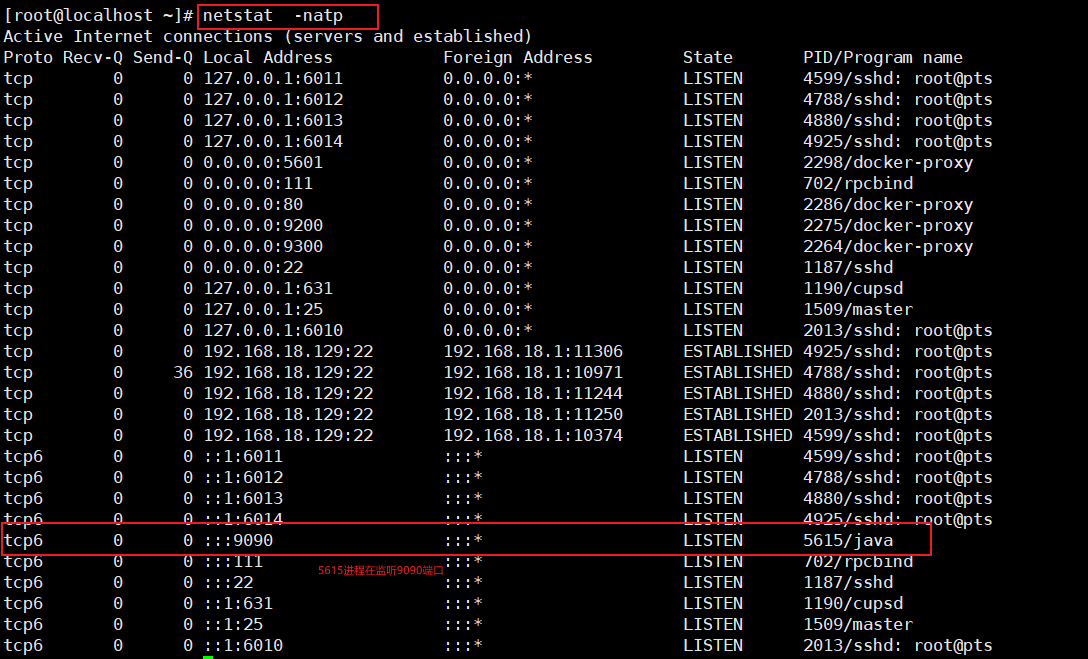 [root@localhost ~]# netstat  -natp
Active Internet connections (servers and established)
Proto Recv-Q Send-Q Local Address           Foreign Address         State       PID/Program name
tcp        0      0 127.0.0.1:6011          0.0.0.0:*               LISTEN      4599/sshd: root@pts
tcp        0      0 127.0.0.1:6012          0.0.0.0:*               LISTEN      4788/sshd: root@pts
tcp        0      0 127.0.0.1:6013          0.0.0.0:*               LISTEN      4880/sshd: root@pts
tcp        0      0 127.0.0.1:6014          0.0.0.0:*               LISTEN      4925/sshd: root@pts
tcp        0      0 0.0.0.0:5601            0.0.0.0:*               LISTEN      2298/docker-proxy
tcp        0      0 0.0.0.0:111             0.0.0.0:*               LISTEN      702/rpcbind
tcp        0      0 0.0.0.0:80              0.0.0.0:*               LISTEN      2286/docker-proxy
tcp        0      0 0.0.0.0:9200            0.0.0.0:*               LISTEN      2275/docker-proxy
tcp        0      0 0.0.0.0:9300            0.0.0.0:*               LISTEN      2264/docker-proxy
tcp        0      0 0.0.0.0:22              0.0.0.0:*               LISTEN      1187/sshd
tcp        0      0 127.0.0.1:631           0.0.0.0:*               LISTEN      1190/cupsd
tcp        0      0 127.0.0.1:25            0.0.0.0:*               LISTEN      1509/master
tcp        0      0 127.0.0.1:6010          0.0.0.0:*               LISTEN      2013/sshd: root@pts
tcp        0      0 192.168.18.129:22       192.168.18.1:11306      ESTABLISHED 4925/sshd: root@pts
tcp        0     36 192.168.18.129:22       192.168.18.1:10971      ESTABLISHED 4788/sshd: root@pts
tcp        0      0 192.168.18.129:22       192.168.18.1:11244      ESTABLISHED 4880/sshd: root@pts
tcp        0      0 192.168.18.129:22       192.168.18.1:11250      ESTABLISHED 2013/sshd: root@pts
tcp        0      0 192.168.18.129:22       192.168.18.1:10374      ESTABLISHED 4599/sshd: root@pts
tcp6       0      0 ::1:6011                :::*                    LISTEN      4599/sshd: root@pts
tcp6       0      0 ::1:6012                :::*                    LISTEN      4788/sshd: root@pts
tcp6       0      0 ::1:6013                :::*                    LISTEN      4880/sshd: root@pts
tcp6       0      0 ::1:6014                :::*                    LISTEN      4925/sshd: root@pts
tcp6       0      0 :::9090                 :::*                    LISTEN      5615/java
tcp6       0      0 :::111                  :::*                    LISTEN      702/rpcbind
5615进程在监听9090端口
tcp6       0      0 :::22                   :::*                    LISTEN      1187/sshd
tcp6       0      0 ::1:631                 :::*                    LISTEN      1190/cupsd
tcp6       0      0 ::1:25                  :::*                    LISTEN      1509/master
tcp6       0      0 ::1:6010                :::*                    LISTEN      2013/sshd: root@pts